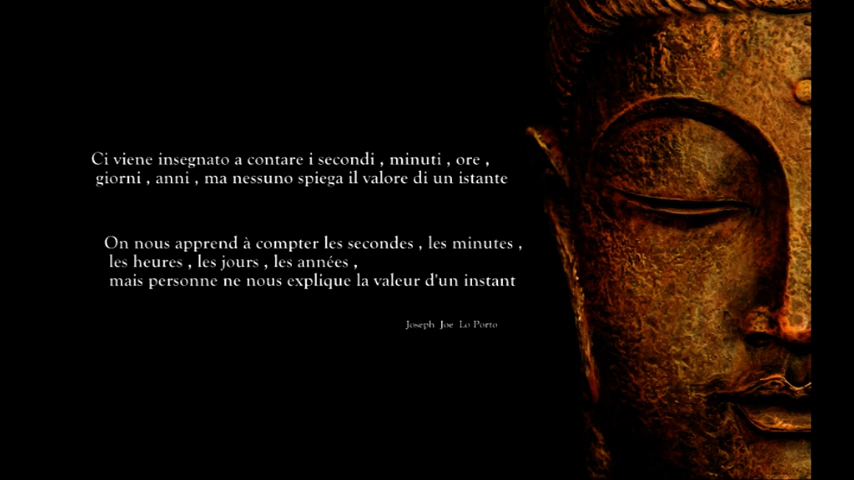 Ci viene insegnato a contare i secondi , minuti , ore ,
giorni , anni , ma nessuno spiega il valore di un istante
On nous apprend à compter les secondes , les minutes ,
les heures , les jours , les années ,
mais personne ne nous explique la valeur d'un instant
Joseph Joe Lo Porto